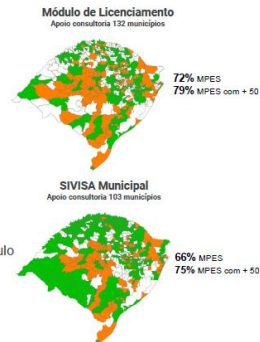 Módulo de Licenciamento
Apoio consultoria 132 municípios
72% MPES
79% MPES com + 50
SIVISA Municipal
Apoio consultoria 103 municípios
ulo
66% MPES
75% MPES com + 50